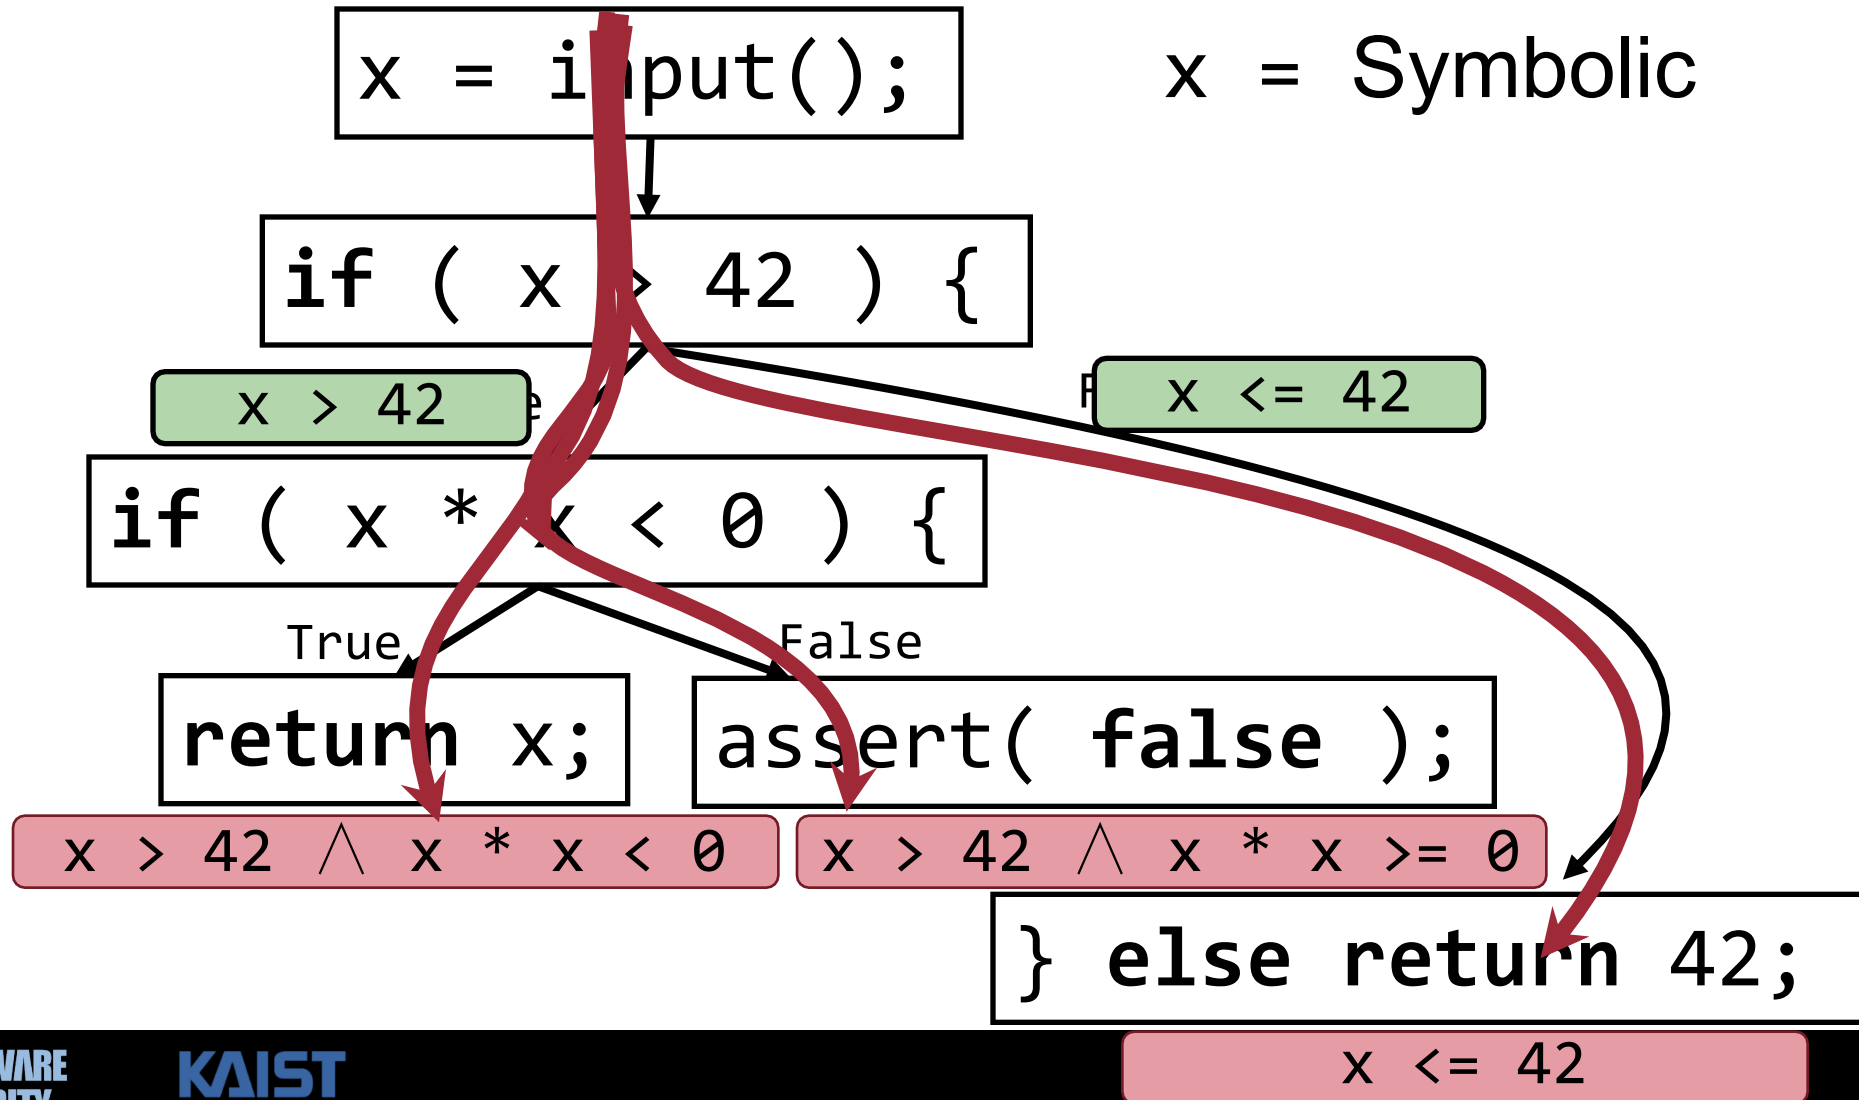 x = input();
x = Symbolic
if ( x > 42 ) {
x > 42
x <= 42
if ( x * x < 0 ) {
True
False
return x;
assert( false );
x > 42 ∧ x * x < 0
x > 42 ∧ x * x >= 0
} else return 42;
KAIST
x <= 42